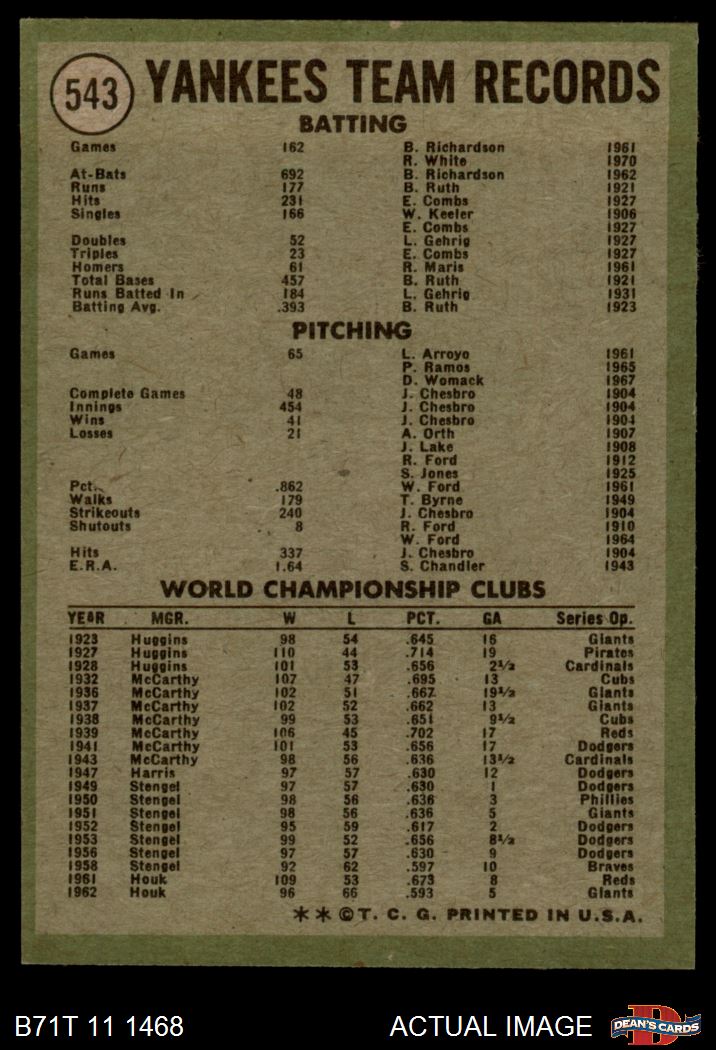 543 YANKEES TEAM RECORDS
BATTING
Games 162 B. Richardson 1961
R. White 1970
At-Bats 692 B. Richardson 1962
Runs 177 B. Ruth 1921
Hits 231 E. Combs 1927
Singles 166 W. Keeler 1906
E. Combs 1927
Doubles 52 L. Gehrig 1927
Triples 23 E. Combs 1927
Homers 61 R. Maris 1961
Total Bases 457 B. Ruth 1921
Runs Batted In 184 L. Gehrig 1931
Batting Avg. .393 B. Ruth 1923
PITCHING
Games 65 L. Arroyo 1961
P. Ramos 1965
D. Womack 1967
Complete Games 48 J. Chesbro 1904
Innings 454 J. Chesbro 1904
Wins 41 J. Chesbro 1904
Losses 21 A. Orth 1907
J. Lake 1908
R. Ford 1912
S. Jones 1925
Pct. .862 W. Ford 1961
Walks 179 T. Byrne 1949
Strikeouts 240 J. Chesbro 1904
Shutouts 8 R. Ford 1910
W. Ford 1964
Hits 337 J. Chesbro 1904
E.R.A. 1.64 S. Chandler 1943
WORLD CHAMPIONSHIP CLUBS
YEAR MGR. W L PCT. GA Series Op.
1923 Huggins 98 54 .645 16 Giants
1927 Huggins 110 44 .714 19 Pirates
1928 Huggins 101 53 .656 2½ Cardinals
1932 McCarthy 107 47 .695 13 Cubs
1936 McCarthy 102 51 .667 19½ Giants
1937 McCarthy 102 52 .662 13 Giants
1938 McCarthy 99 53 .651 9½ Cubs
1939 McCarthy 106 45 .702 17 Reds
1941 McCarthy 101 53 .656 17 Dodgers
1943 McCarthy 98 56 .636 13½ Cardinals
1947 Harris 97 57 .630 12 Dodgers
1949 Stengel 97 57 .630 1 Dodgers
1950 Stengel 98 56 .636 3 Phillies
1951 Stengel 98 56 .636 5 Giants
1952 Stengel 95 59 .617 2 Dodgers
1953 Stengel 99 52 .656 8½ Dodgers
1956 Stengel 97 57 .630 9 Dodgers
1958 Stengel 92 62 .597 10 Braves
1961 Houk 109 53 .673 8 Reds
1962 Houk 96 66 .593 5 Giants
** ©T. C. G. PRINTED IN U.S.A.
B71T 11 1468 ACTUAL IMAGE D DEAN'S CARDS